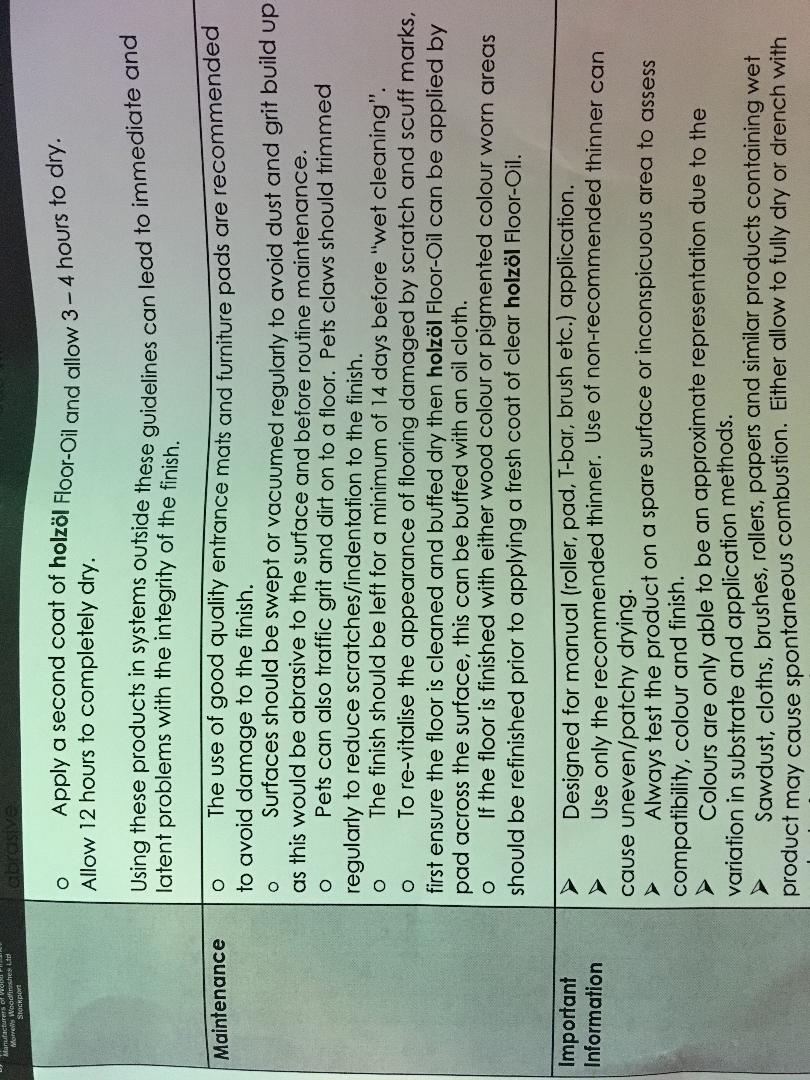 Manufacturers of Wood Finishes
Morrells Woodfinishes Ltd
Stockport
abrasive
o Apply a second coat of holzöl Floor-Oil and allow 3 – 4 hours to dry.
Allow 12 hours to completely dry.
Using these products in systems outside these guidelines can lead to immediate and
latent problems with the integrity of the finish.
Maintenance
o The use of good quality entrance mats and furniture pads are recommended
to avoid damage to the finish.
o Surfaces should be swept or vacuumed regularly to avoid dust and grit build up
as this would be abrasive to the surface and before routine maintenance.
o Pets can also traffic grit and dirt on to a floor. Pets claws should trimmed
regularly to reduce scratches/indentation to the finish.
o The finish should be left for a minimum of 14 days before “wet cleaning”.
o To re-vitalise the appearance of flooring damaged by scratch and scuff marks,
first ensure the floor is cleaned and buffed dry then holzöl Floor-Oil can be applied by
pad across the surface, this can be buffed with an oil cloth.
o If the floor is finished with either wood colour or pigmented colour worn areas
should be refinished prior to applying a fresh coat of clear holzöl Floor-Oil.
Important
Information
➢ Designed for manual (roller, pad, T-bar, brush etc.) application.
➢ Use only the recommended thinner. Use of non-recommended thinner can
cause uneven/patchy drying.
➢ Always test the product on a spare surface or inconspicuous area to assess
compatibility, colour and finish.
➢ Colours are only able to be an approximate representation due to the
variation in substrate and application methods.
➢ Sawdust, cloths, brushes, rollers, papers and similar products containing wet
product may cause spontaneous combustion. Either allow to fully dry or drench with